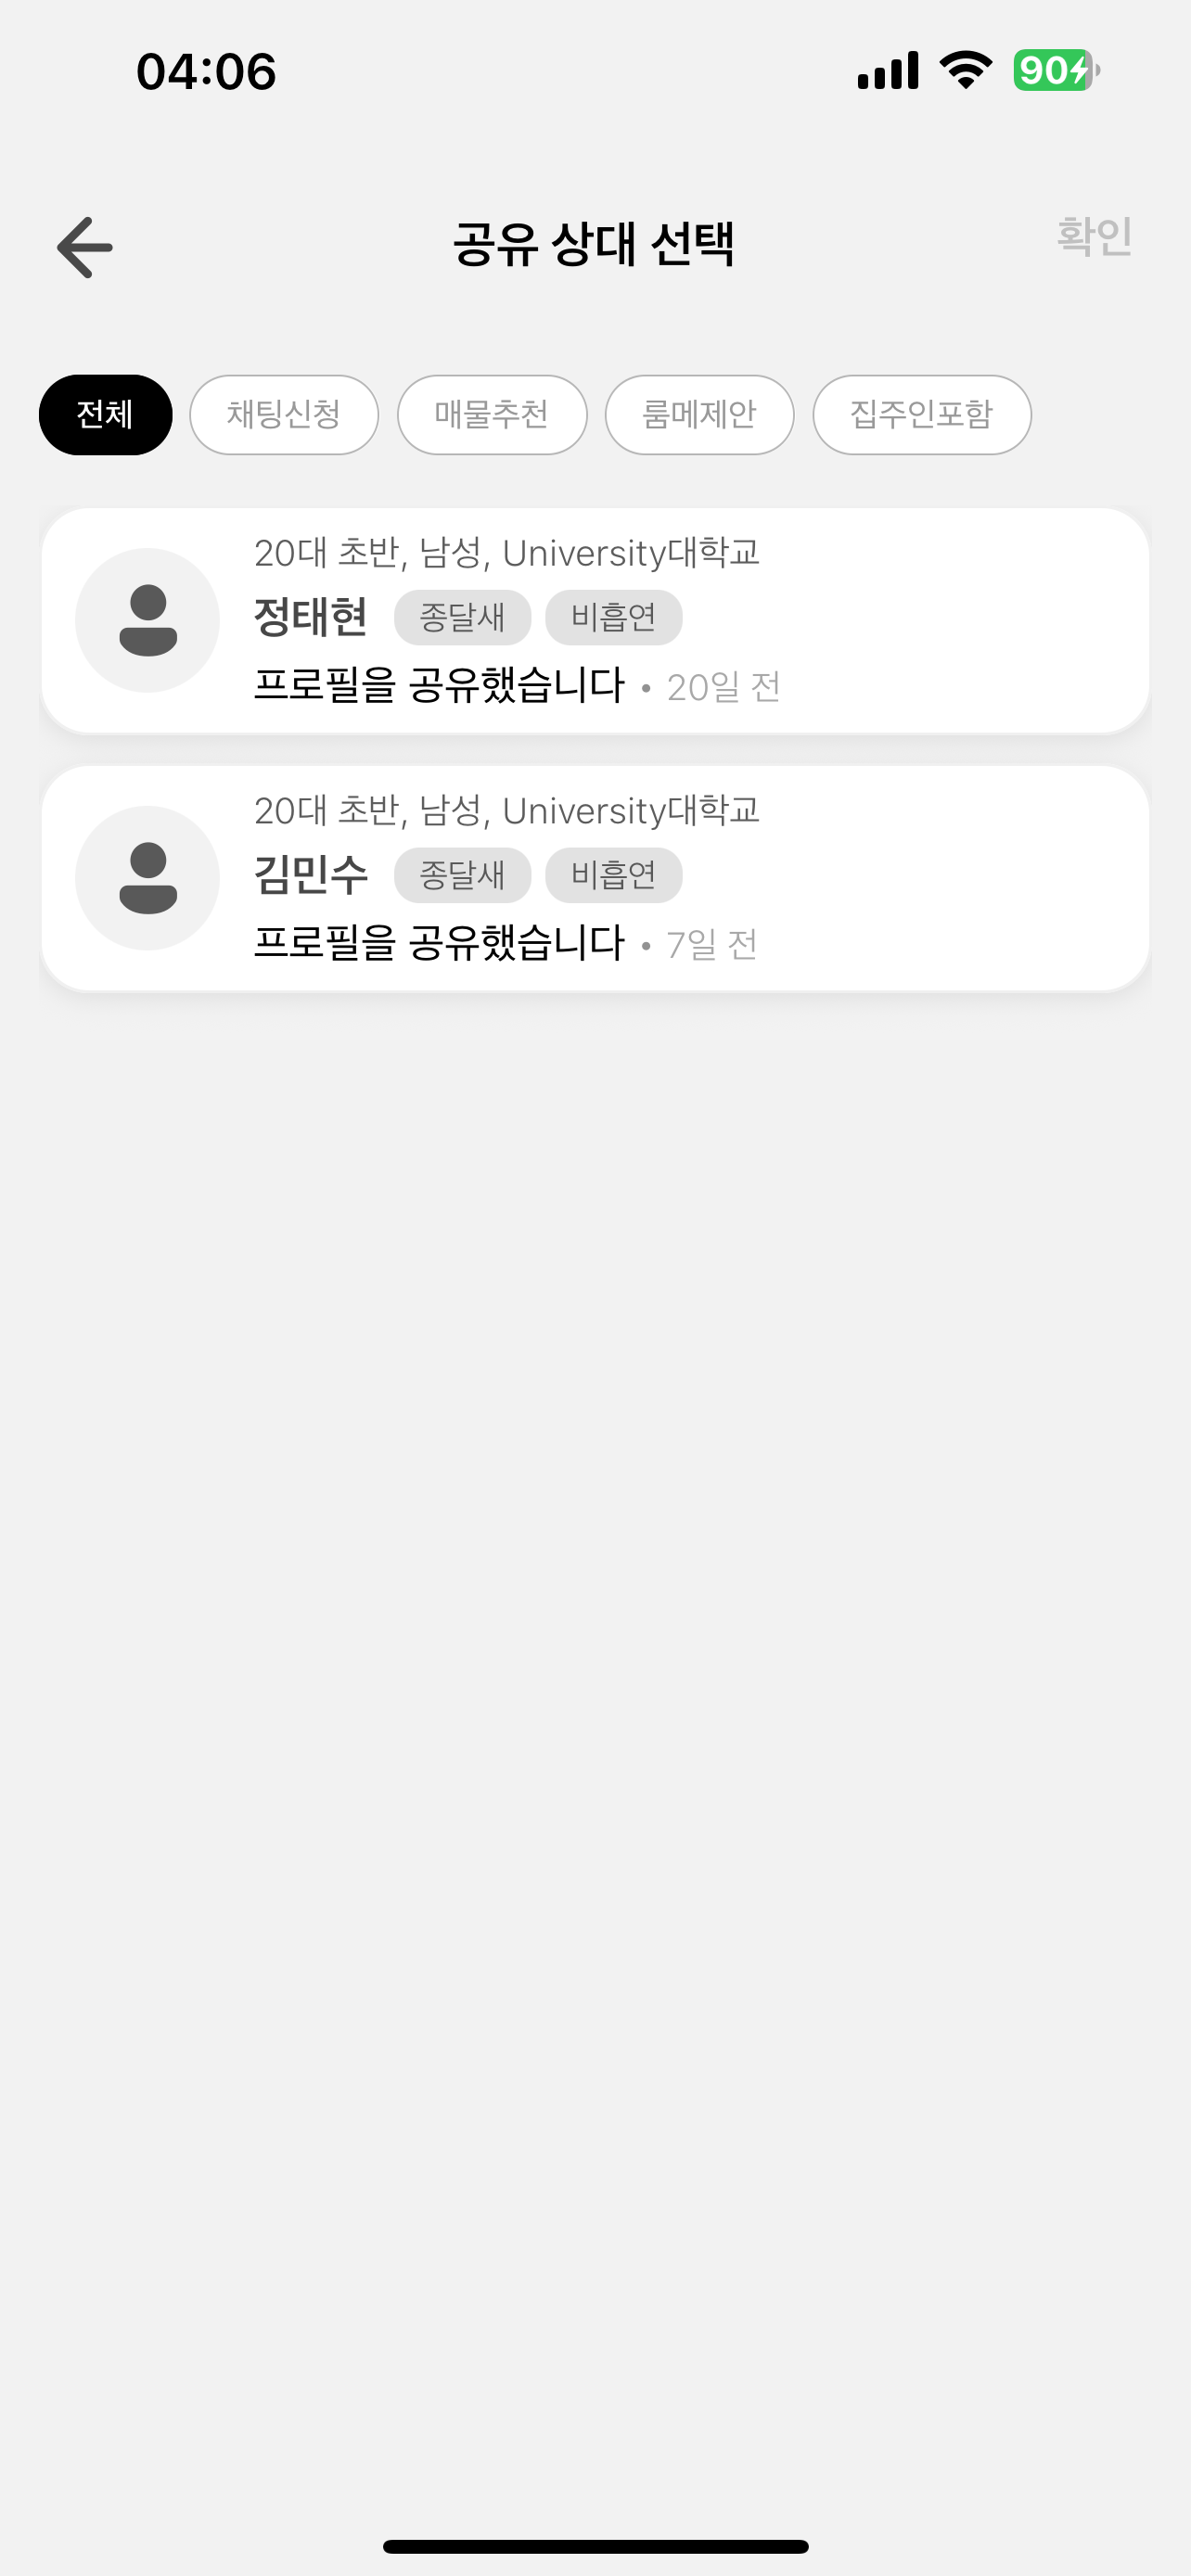 04:06
90
공유 상대 선택
확인
전체 채팅신청 매물추천 룸메제안 집주인포함
20대 초반, 남성, University대학교
정태현 종달새 비흡연
프로필을 공유했습니다 • 20일 전
20대 초반, 남성, University대학교
김민수 종달새 비흡연
프로필을 공유했습니다 • 7일 전